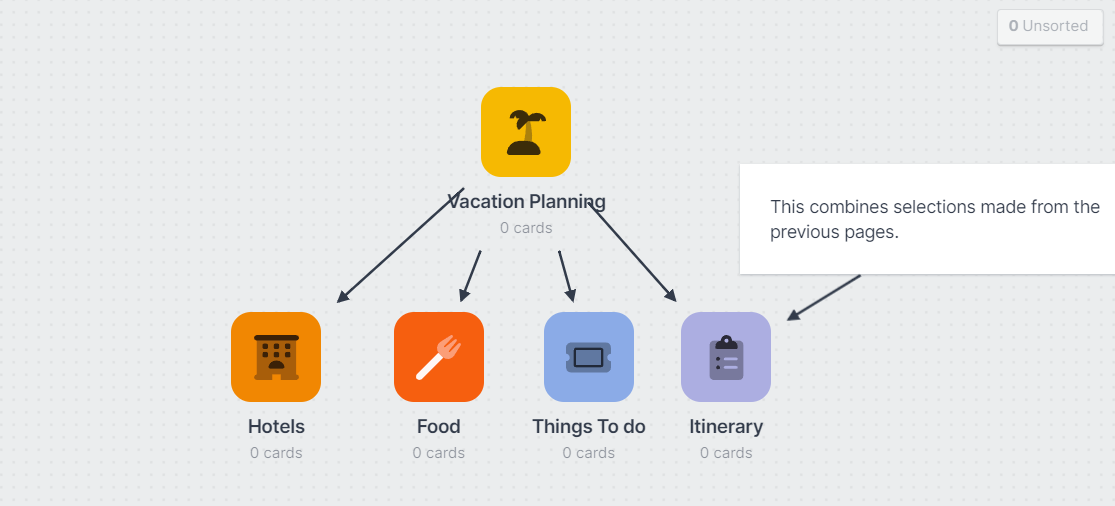 0 Unsorted
Vacation Planning
0 cards
This combines selections made from the
previous pages.
Hotels
0 cards
Food
0 cards
Things To do
0 cards
Itinerary
0 cards